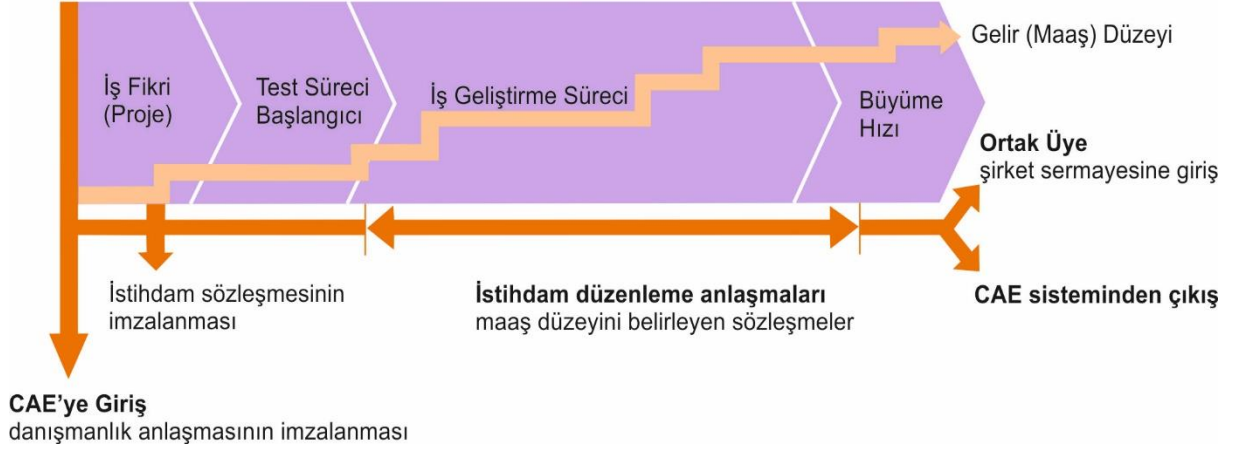 Gelir (Maaş) Düzeyi
İş Fikri
(Proje)
Test Süreci
Başlangıcı
İş Geliştirme Süreci
Büyüme
Hızı
Ortak Üye
şirket sermayesine giriş
İstihdam sözleşmesinin
imzalanması
İstihdam düzenleme anlaşmaları
maaş düzeyini belirleyen sözleşmeler
CAE sisteminden çıkış
CAE'ye Giriş
danışmanlık anlaşmasının imzalanması